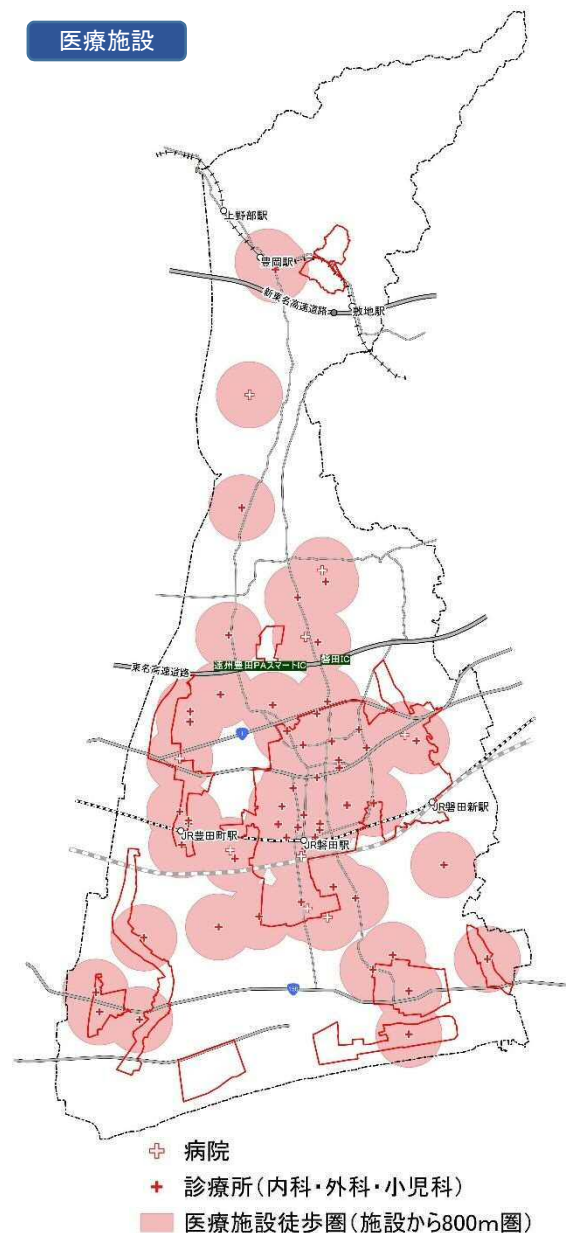 医療施設
上野部駅
豊岡駅
敷地駅
新東名高速道路
遠州豊田PAスマートIC
磐田IC
東名高速道路
1
JR磐田新駅
JR豊田町駅
JR磐田駅
病院
診療所(内科・外科・小児科)
医療施設徒歩圏(施設から800m圏)